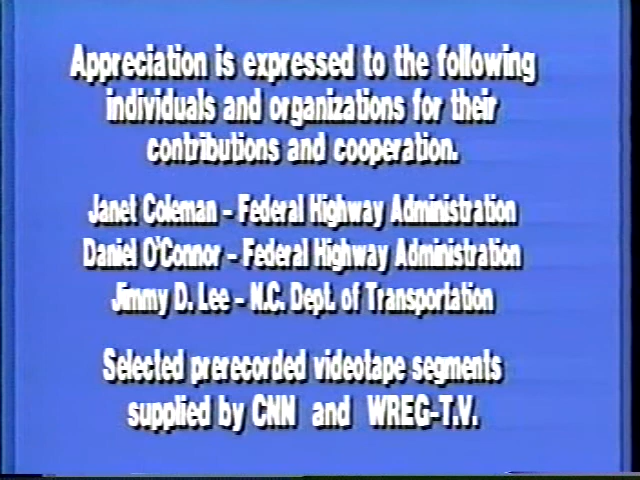 Appreciation is expressed to the following
individuals and organizations for their
contributions and cooperation.
Janet Coleman - Federal Highway Administration
Daniel O'Connor - Federal Highway Administration
Jimmy D. Lee - N.C. Dept. of Transportation
Selected prerecorded videotape segments
supplied by CNN and WREG-T.V.